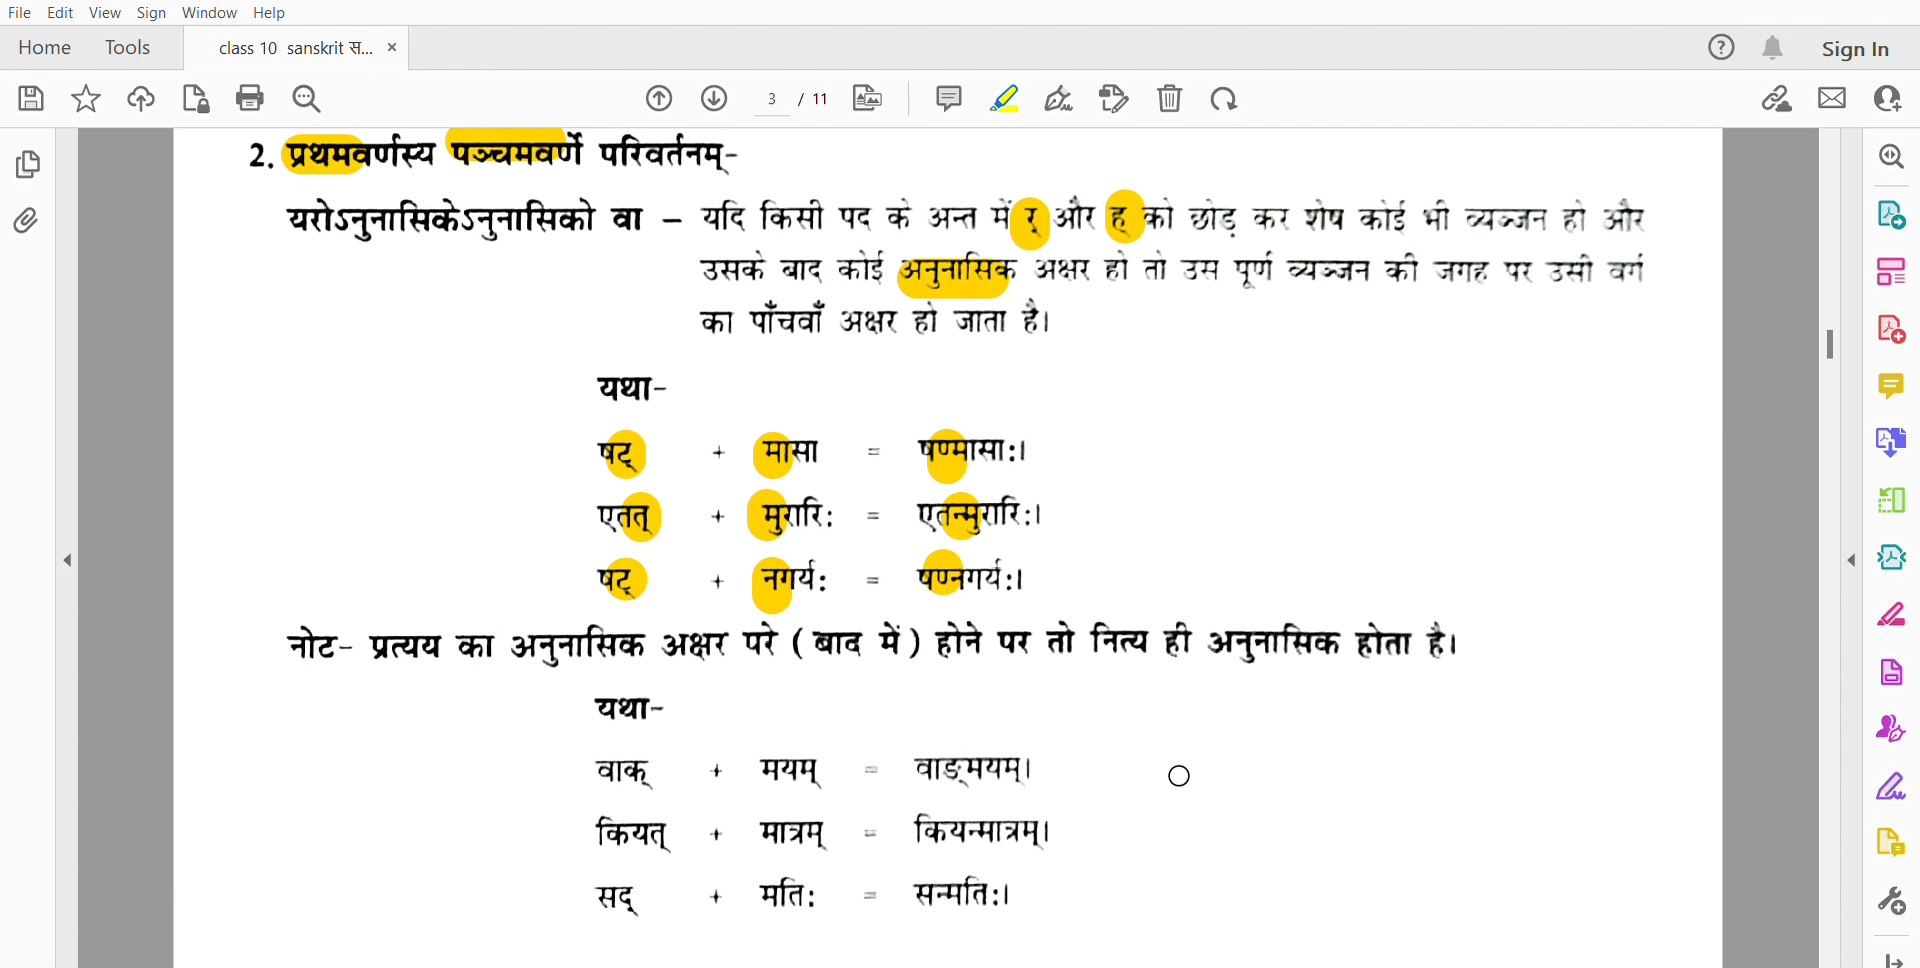 File Edit View Sign Window Help
Home Tools class 10 sanskrit स... × Sign In
3 / 11
2. प्रथमवर्णस्य पञ्चमवर्णे परिवर्तनम्-
यरोऽनुनासिकेऽनुनासिको वा – यदि किसी पद के अन्त में र् और ह् को छोड़ कर शेष कोई भी व्यञ्जन हो और
उसके बाद कोई अनुनासिक अक्षर हो तो उस पूर्ण व्यञ्जन की जगह पर उसी वर्ग
का पाँचवाँ अक्षर हो जाता है।
यथा-
षट् + मासा = षण्मासाः।
एतत् + मुरारिः = एतन्मुरारिः।
षट् + नगर्यः = षण्नगर्यः।
नोट- प्रत्यय का अनुनासिक अक्षर परे ( बाद में ) होने पर तो नित्य ही अनुनासिक होता है।
यथा-
वाक् + मयम् = वाङ्मयम्।
कियत् + मात्रम् = कियन्मात्रम्।
सद् + मतिः = सन्मतिः।